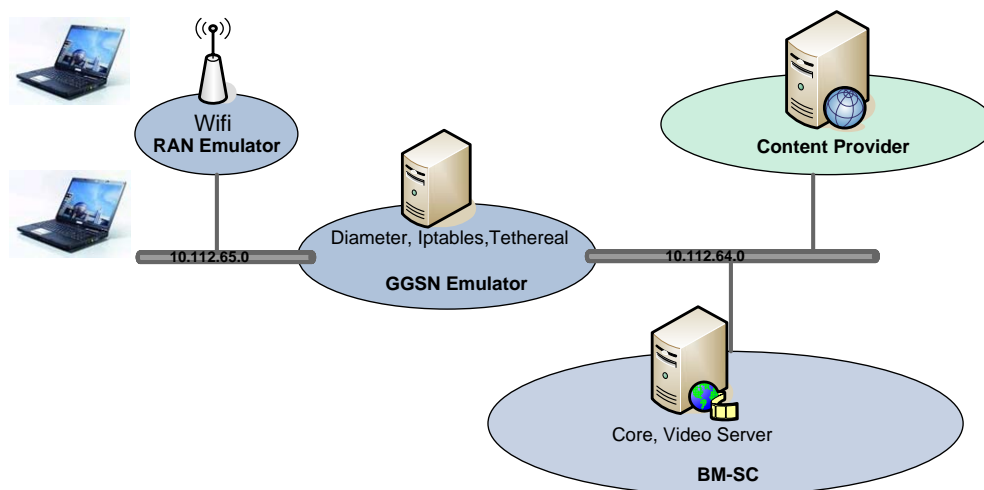 Wifi
RAN Emulator
Content Provider
Diameter, Iptables,Tethereal
GGSN Emulator
10.112.65.0
10.112.64.0
Core, Video Server
BM-SC